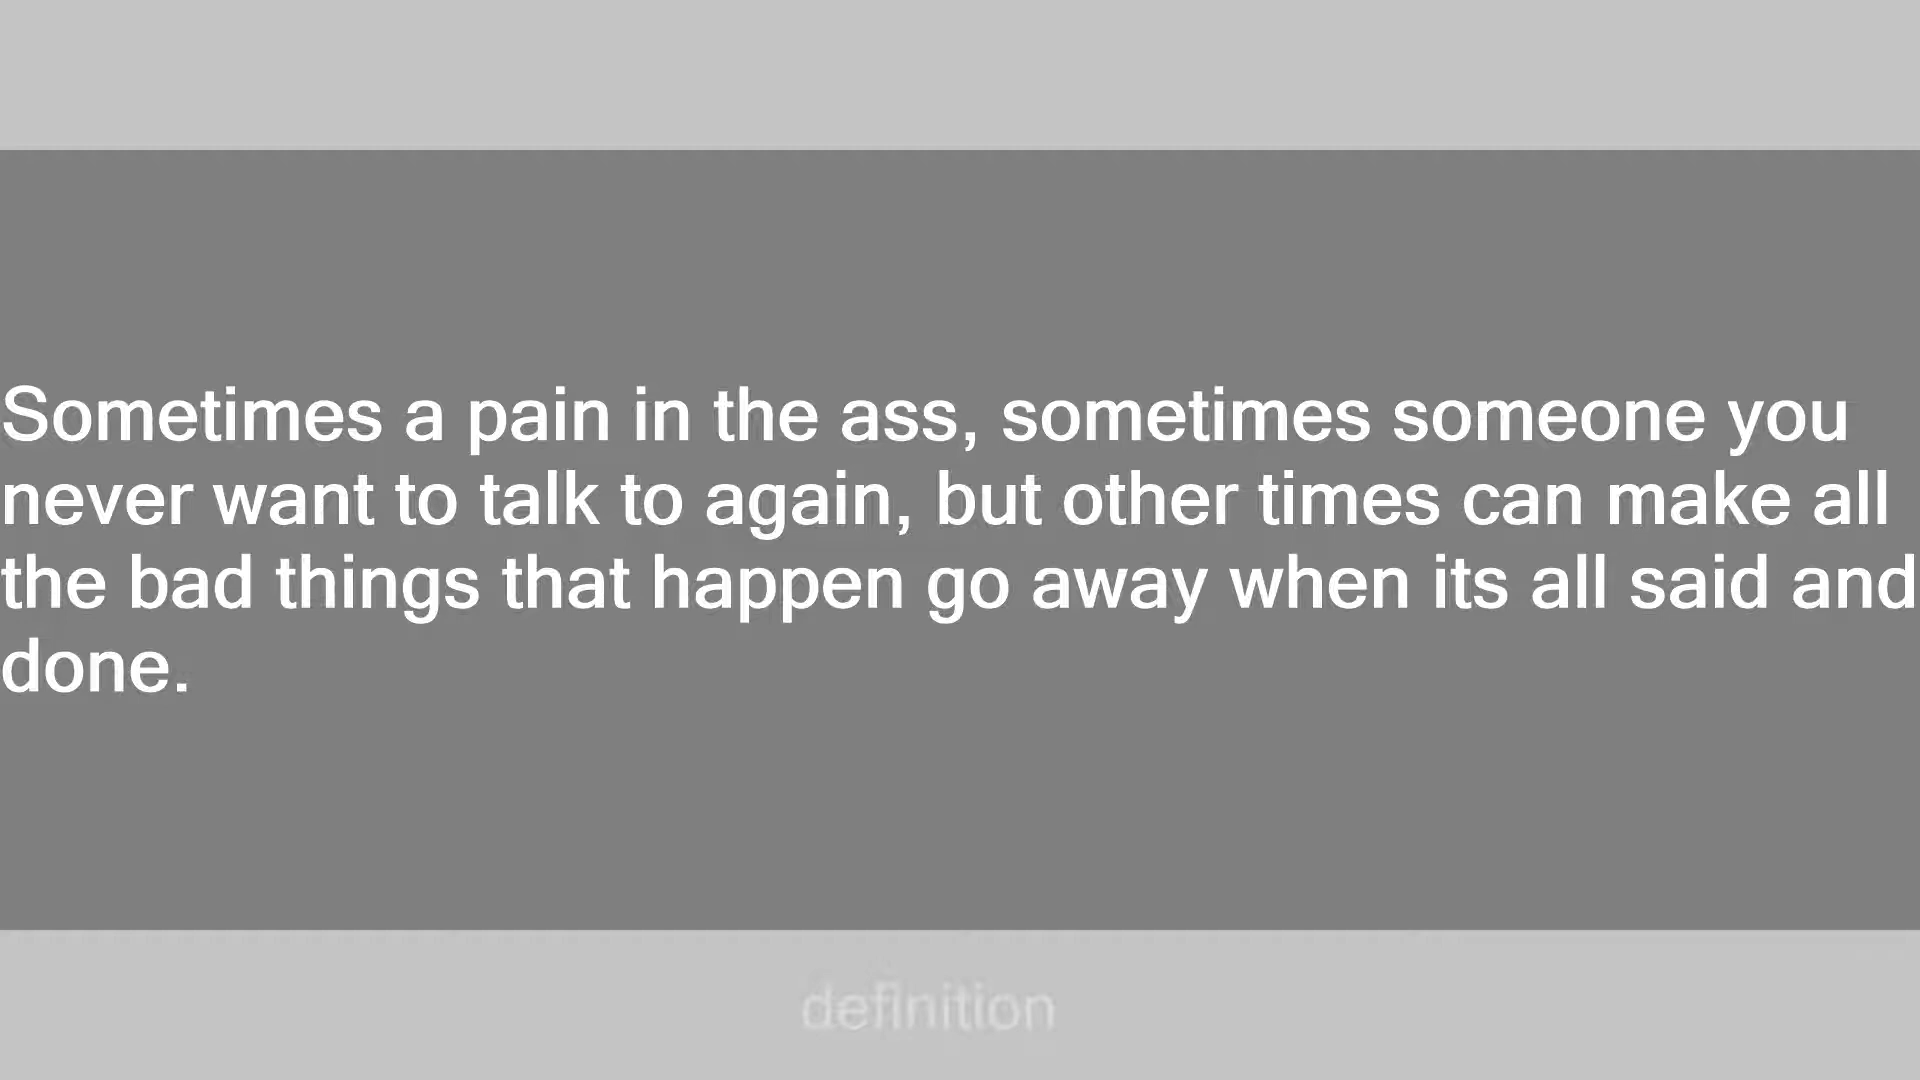 Sometimes a pain in the ass, sometimes someone you
never want to talk to again, but other times can make all
the bad things that happen go away when its all said and
done.
definition